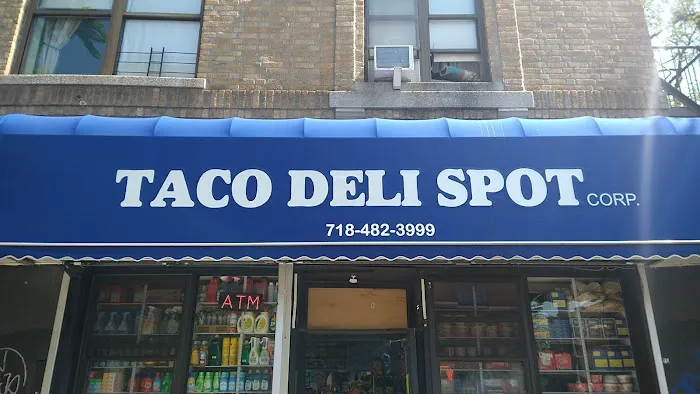 TACO DELI SPOT CORP.
718-482-3999
ATM